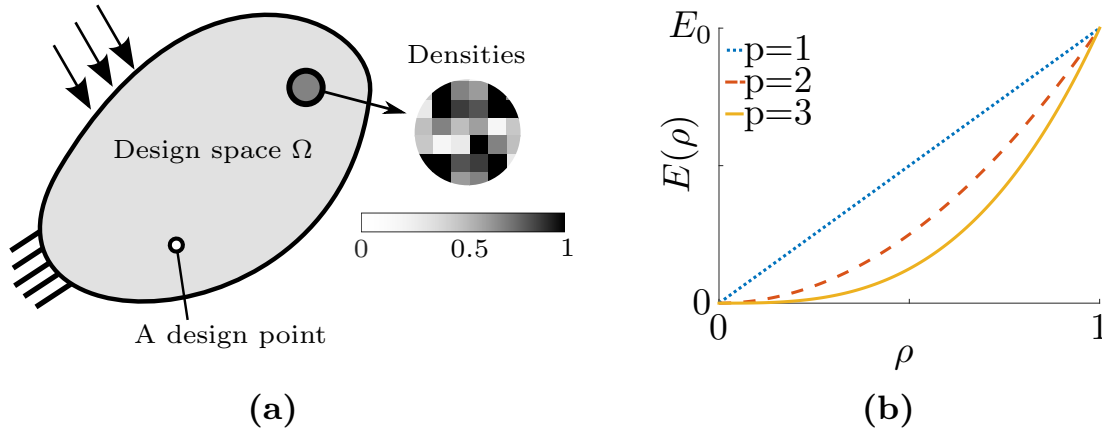 Densities
Design space Ω
0 0.5 1
A design point
(a)
E₀
p=1
p=2
p=3
E(ρ)
0
0 1
ρ
(b)